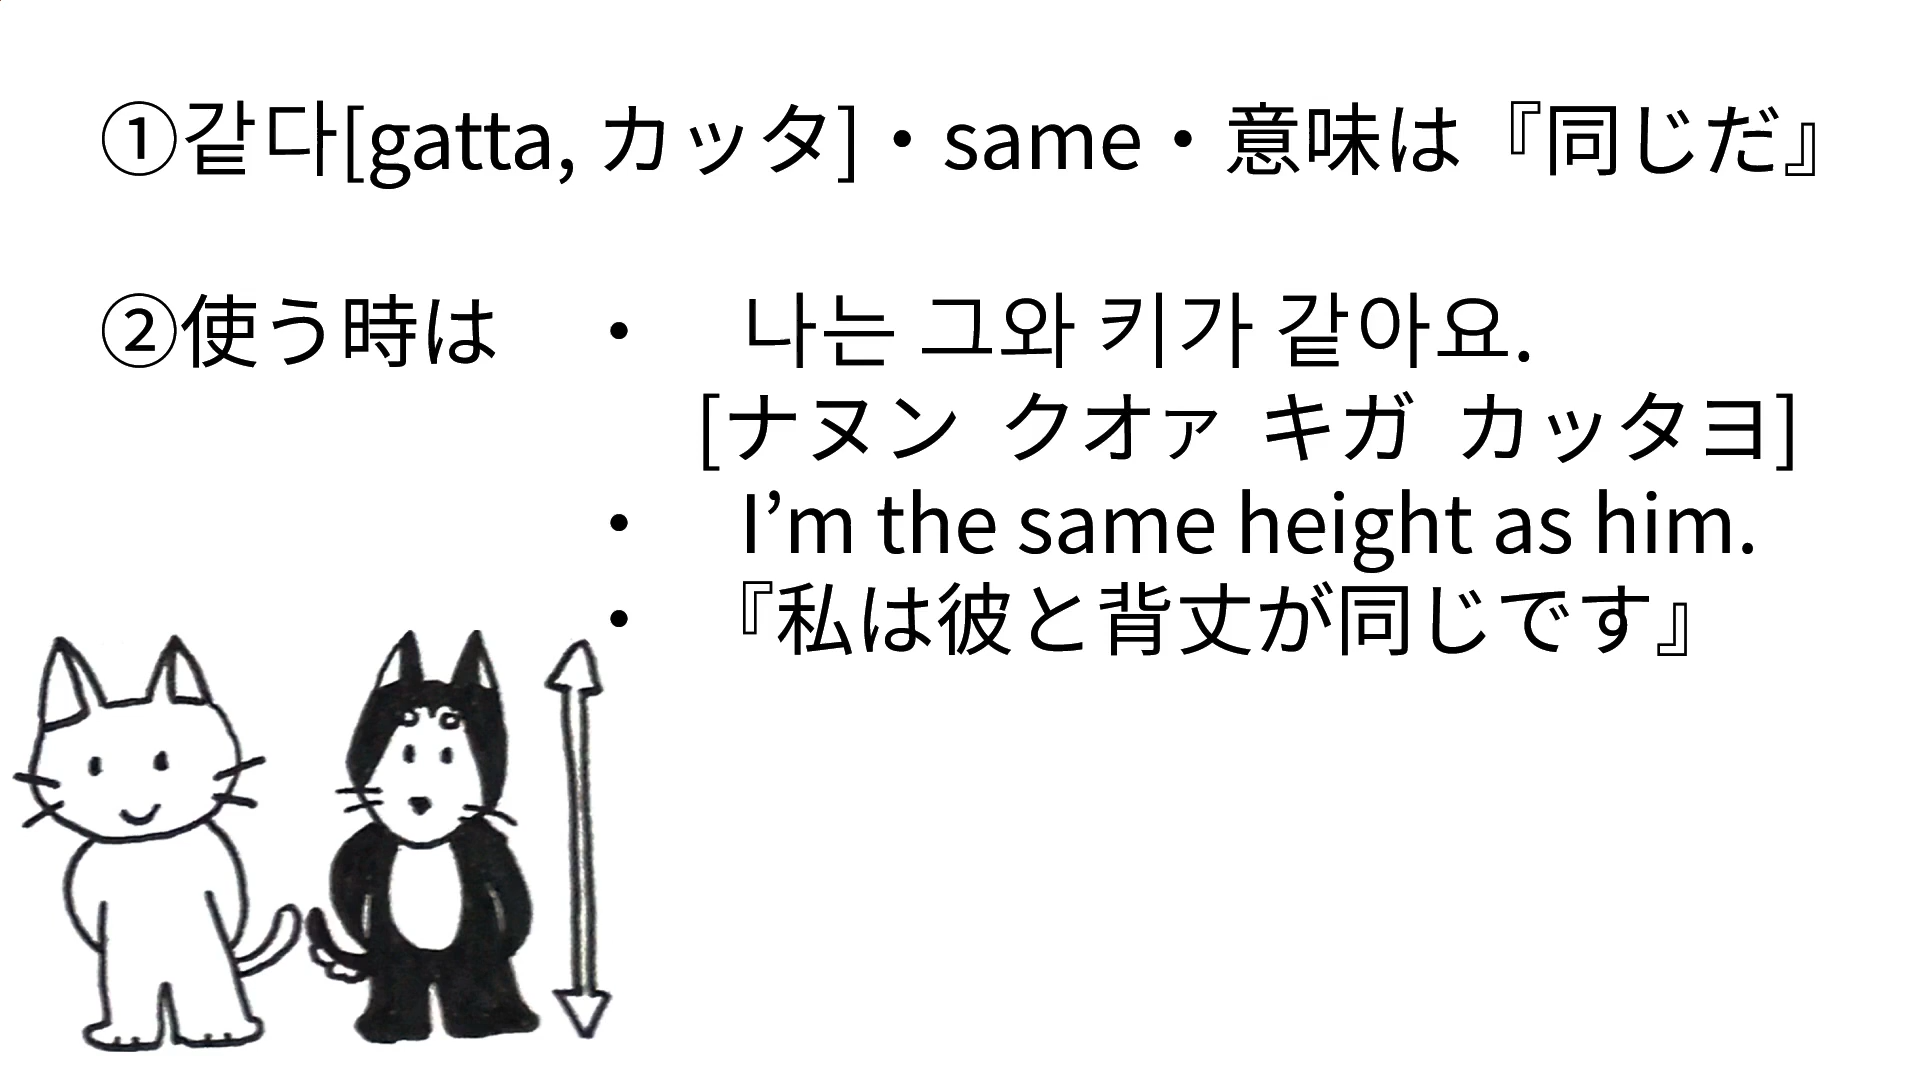 ①같다[gatta, カッタ]・same・意味は『同じだ』
②使う時は ・ 나는 그와 키가 같아요.
[ナヌン クオァ キガ カッタヨ]
・ I’m the same height as him.
・ 『私は彼と背丈が同じです』